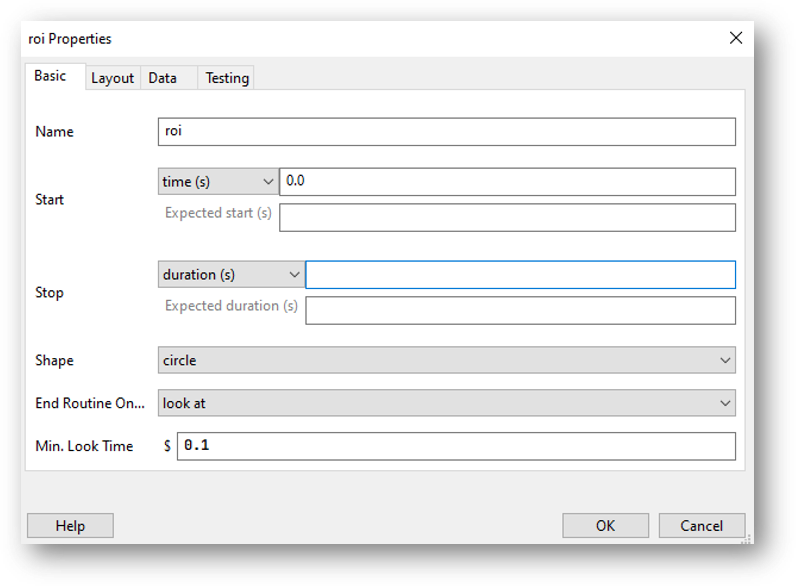 roi Properties
Basic Layout Data Testing
Name roi
Start time (s) 0.0
Expected start (s)
Stop duration (s)
Expected duration (s)
Shape circle
End Routine On... look at
Min. Look Time $ 0.1
Help OK Cancel